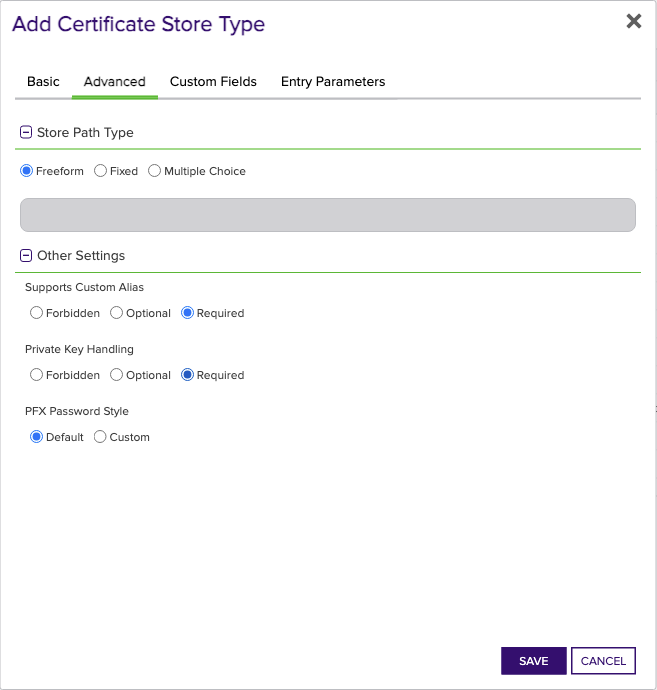 Add Certificate Store Type
Basic Advanced Custom Fields Entry Parameters
Store Path Type
Freeform Fixed Multiple Choice
Other Settings
Supports Custom Alias
Forbidden Optional Required
Private Key Handling
Forbidden Optional Required
PFX Password Style
Default Custom
SAVE CANCEL